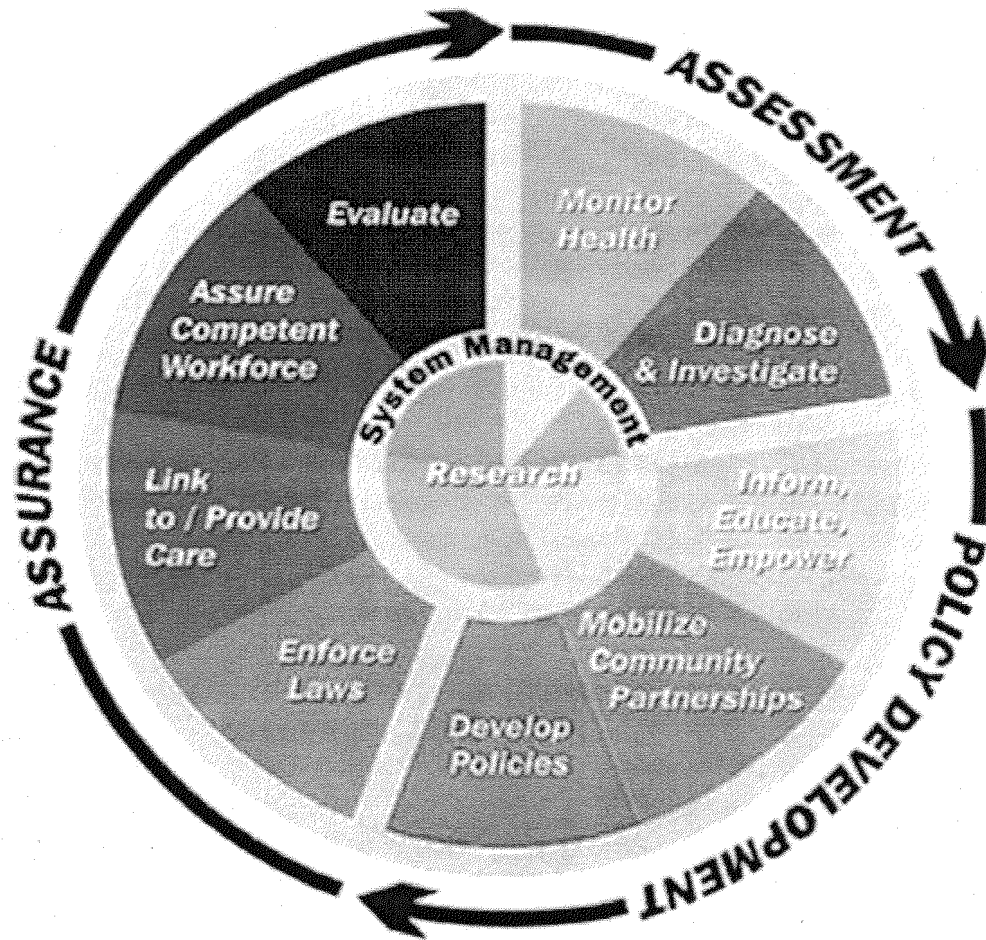 ASSESSMENT
Monitor
Health
Diagnose
& Investigate
POLICY DEVELOPMENT
Inform,
Educate,
Empower
Mobilize
Community
Partnerships
Develop
Policies
ASSURANCE
Enforce
Laws
Link
to / Provide
Care
Assure
Competent
Workforce
Evaluate
System Management
Research